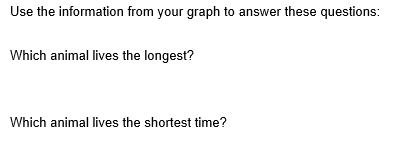 Use the information from your graph to answer these questions:
Which animal lives the longest?
Which animal lives the shortest time?